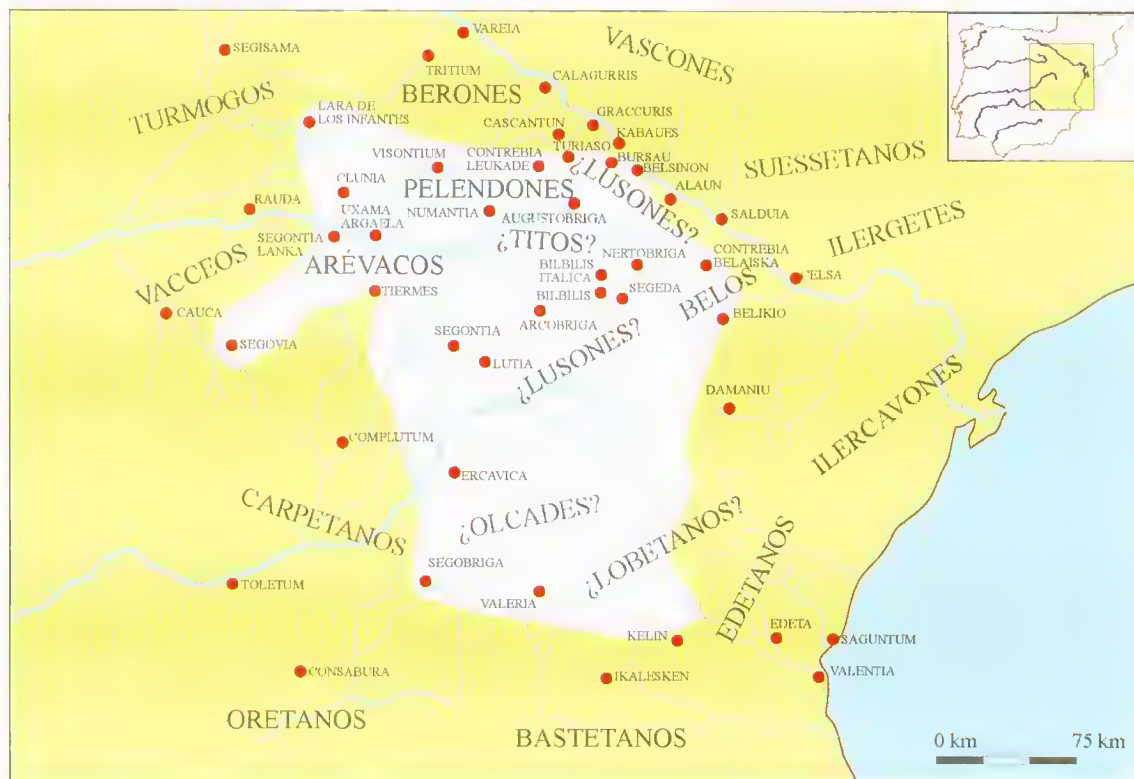 VAREIA
SEGISAMA
TRITIUM
VASCONES
CALAGURRIS
BERONES
TURMOGOS
LARA DE
LOS INFANTES
GRACCURIS
CASCANTUN
KABAUES
TURIASO
BURSAU
BELSINON
SUESSETANOS
VISONTIUM
CONTREBIA
LEUKADE
¿LUSONES?
ALAUN
CLUNIA
PELENDONES
RAUDA
UXAMA
ARGAELA
NUMANTIA
AUGUSTOBRIGA
SALDUIA
ILERGETES
SEGONTIA
LANKA
¿TITOS?
NERTOBRIGA
CONTREBIA
BELAISKA
VACCEOS
ARÉVACOS
BILBILIS
ITALICA
CELSA
TIERMES
BILBILIS
SEGEDA
BELOS
CAUCA
ARCOBRIGA
BELIKIO
SEGOVIA
SEGONTIA
LUTIA
¿LUSONES?
DAMANIU
ILERCAVONES
COMPLUTUM
ERCAVICA
CARPETANOS
¿OLCADES?
¿LOBETANOS?
SEGOBRIGA
TOLETUM
VALERIA
EDETANOS
KELIN
EDETA
SAGUNTUM
CONSABURA
IKALESKEN
VALENTIA
ORETANOS
BASTETANOS
0 km 75 km